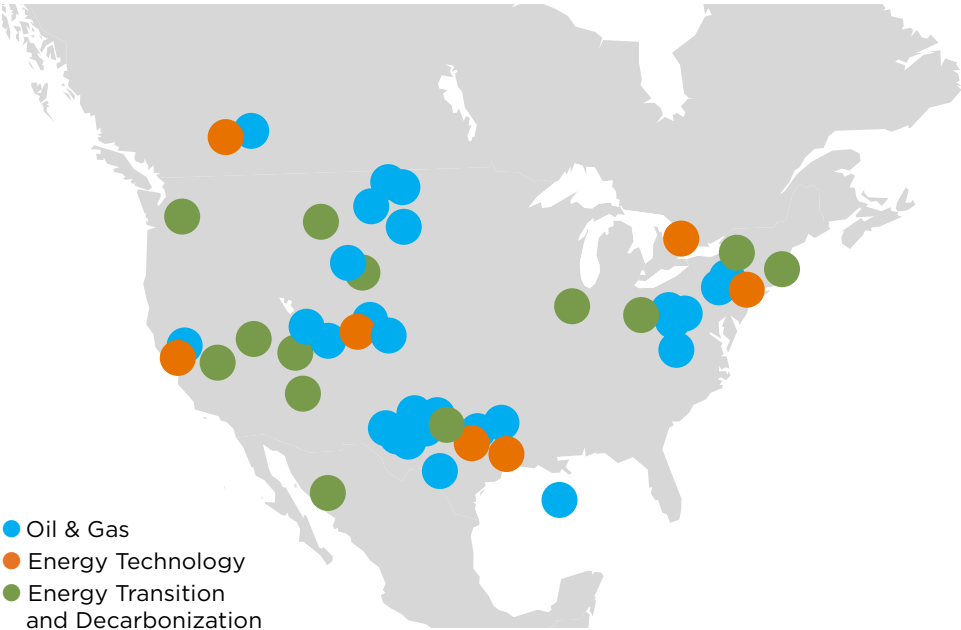 Oil & Gas
Energy Technology
Energy Transition
and Decarbonization